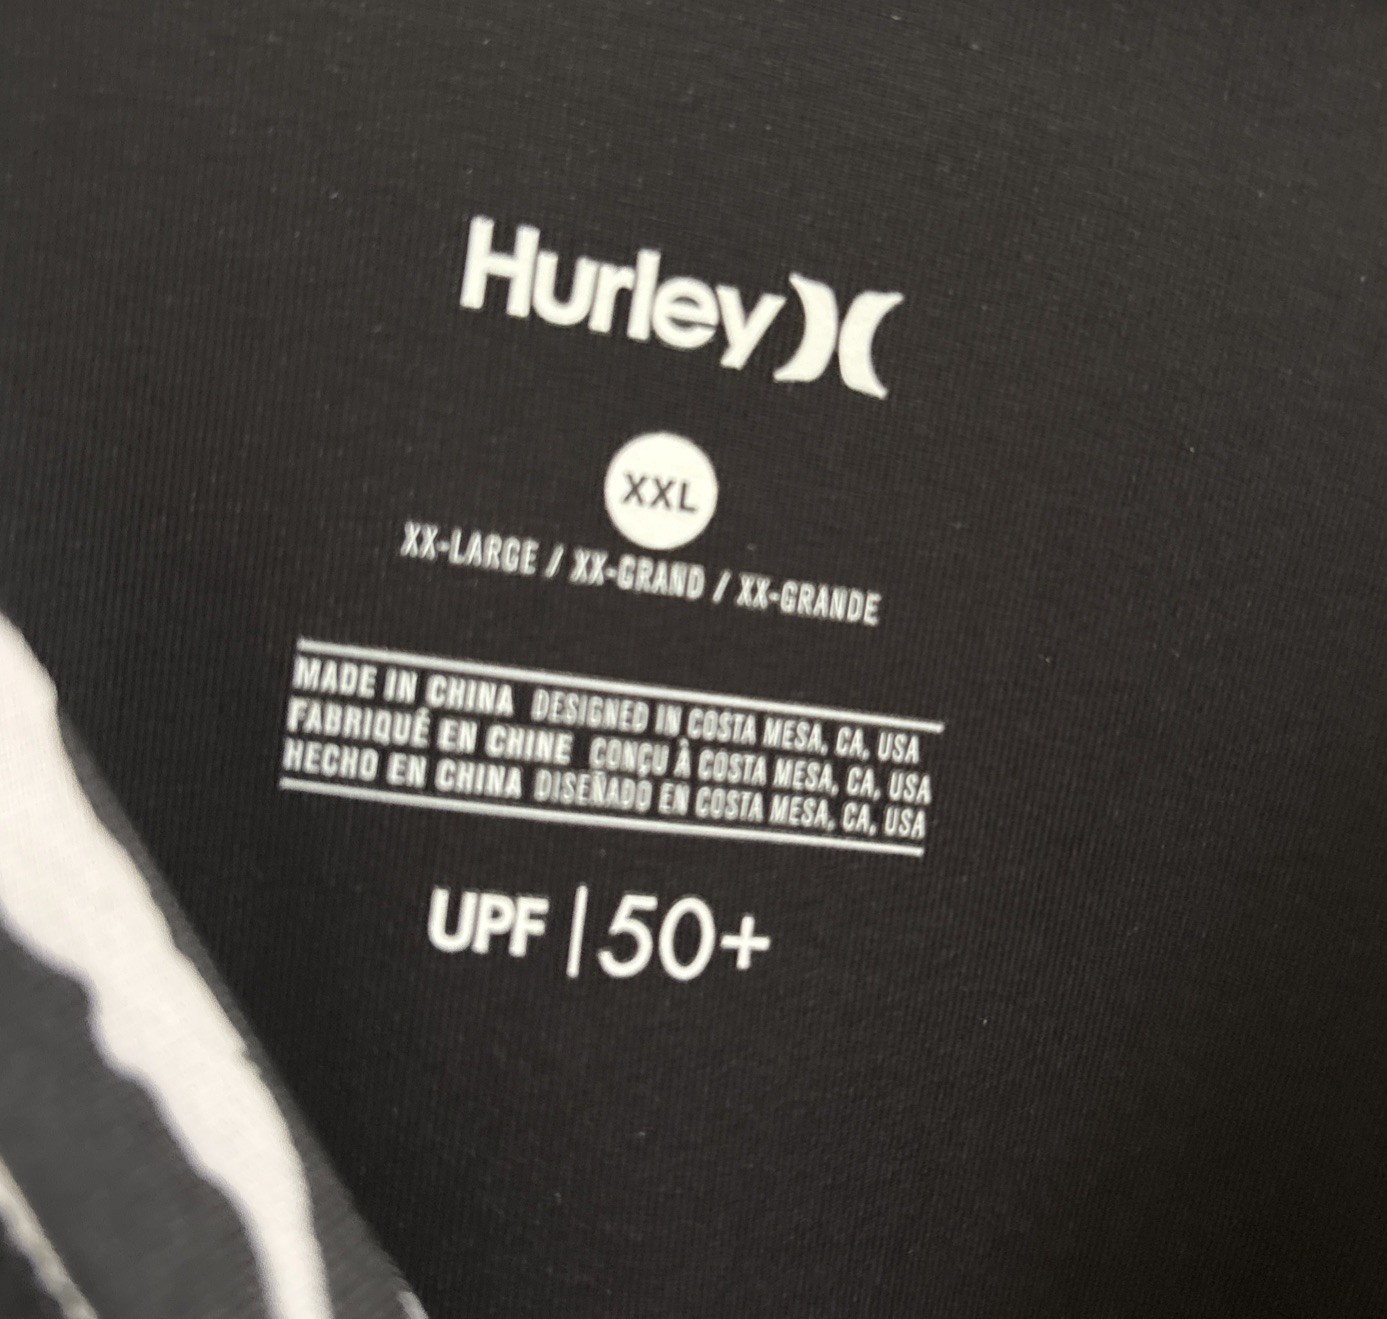 Hurley
XXL
XX-LARGE / XX-GRAND / XX-GRANDE
MADE IN CHINA DESIGNED IN COSTA MESA, CA, USA
FABRIQUÉ EN CHINE CONÇU À COSTA MESA, CA, USA
HECHO EN CHINA DISEÑADO EN COSTA MESA, CA, USA
UPF | 50+